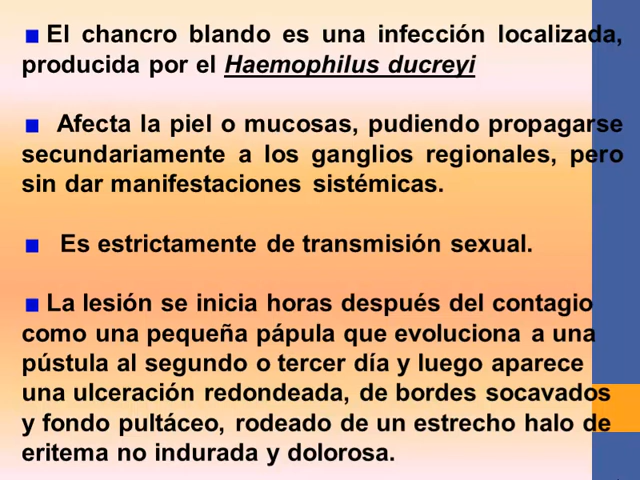 El chancro blando es una infección localizada,
producida por el Haemophilus ducreyi
Afecta la piel o mucosas, pudiendo propagarse
secundariamente a los ganglios regionales, pero
sin dar manifestaciones sistémicas.
Es estrictamente de transmisión sexual.
La lesión se inicia horas después del contagio
como una pequeña pápula que evoluciona a una
pústula al segundo o tercer día y luego aparece
una ulceración redondeada, de bordes socavados
y fondo pultáceo, rodeado de un estrecho halo de
eritema no indurada y dolorosa.